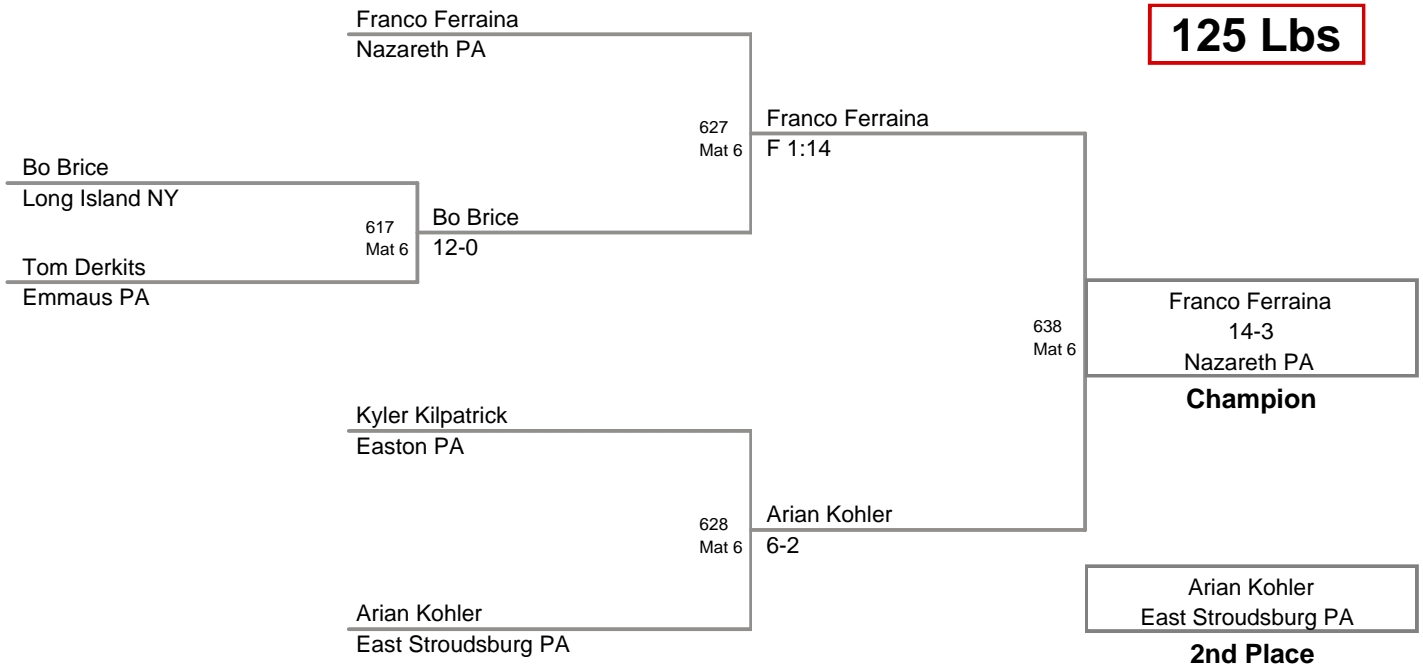 Franco Ferraina
Nazareth PA
125 Lbs
627
Mat 6
Franco Ferraina
F 1:14
Bo Brice
Long Island NY
617
Mat 6
Bo Brice
12-0
Tom Derkits
Emmaus PA
638
Mat 6
Franco Ferraina
14-3
Nazareth PA
Champion
Kyler Kilpatrick
Easton PA
628
Mat 6
Arian Kohler
6-2
Arian Kohler
East Stroudsburg PA
Arian Kohler
East Stroudsburg PA
2nd Place